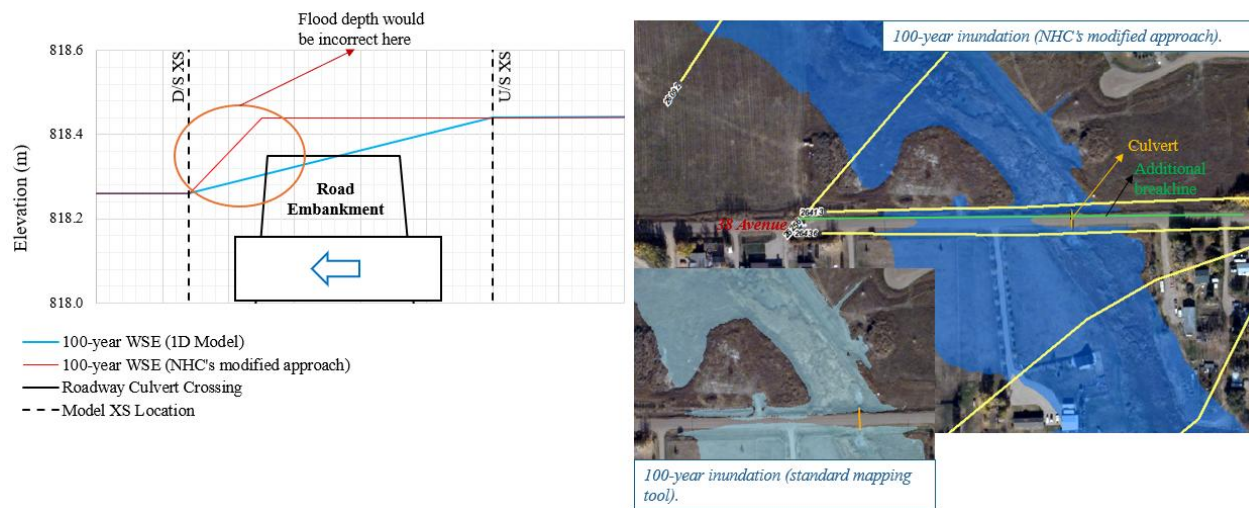 Flood depth would
be incorrect here
818.6
818.4
818.2
818.0
Elevation (m)
D/S XS
U/S XS
Road
Embankment
100-year WSE (1D Model)
100-year WSE (NHC's modified approach)
Roadway Culvert Crossing
Model XS Location
100-year inundation (NHC's modified approach).
Culvert
Additional
breakline
26413
38 Avenue
26436
100-year inundation (standard mapping
tool).